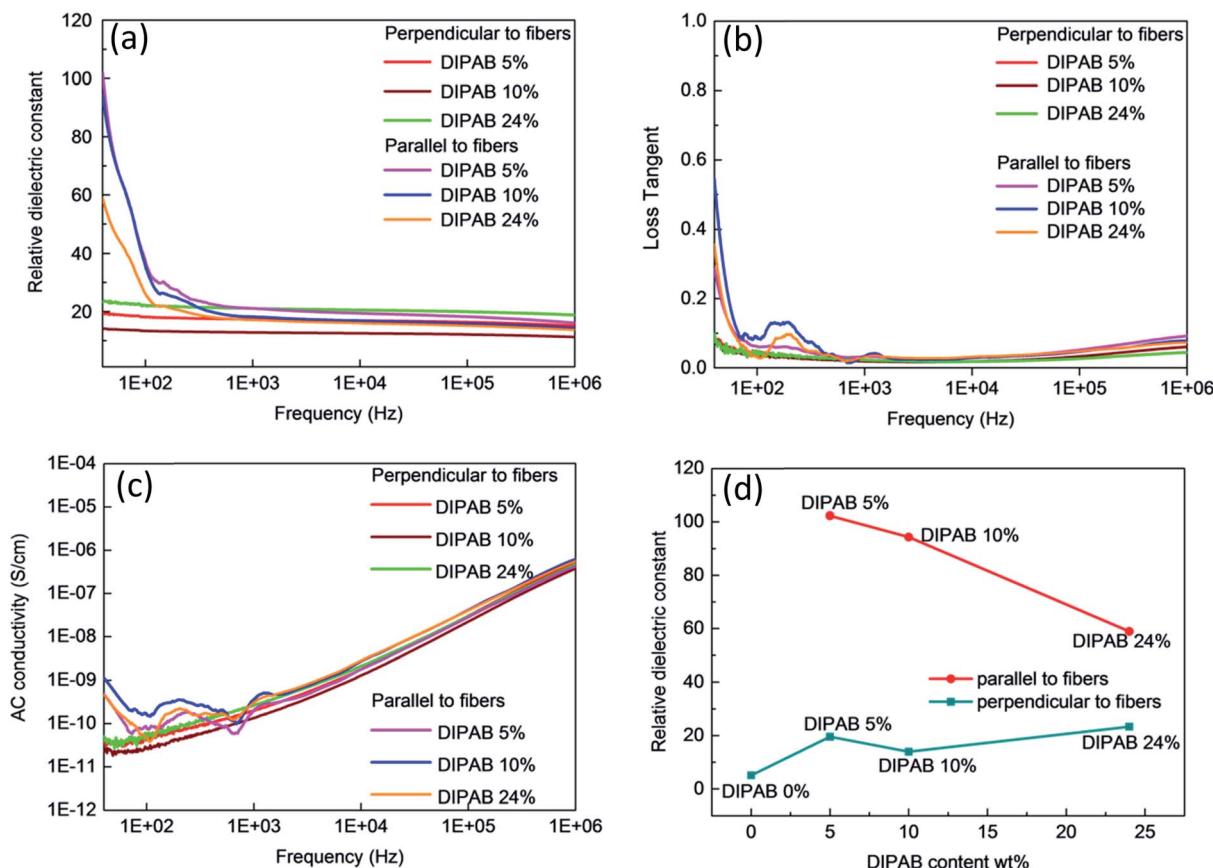 (a)
Relative dielectric constant
120
100
80
60
40
20
Perpendicular to fibers
DIPAB 5%
DIPAB 10%
DIPAB 24%
Parallel to fibers
DIPAB 5%
DIPAB 10%
DIPAB 24%
1E+02 1E+03 1E+04 1E+05 1E+06
Frequency (Hz)
(b)
Loss Tangent
1.0
0.8
0.6
0.4
0.2
0.0
Perpendicular to fibers
DIPAB 5%
DIPAB 10%
DIPAB 24%
Parallel to fibers
DIPAB 5%
DIPAB 10%
DIPAB 24%
1E+02 1E+03 1E+04 1E+05 1E+06
Frequency (Hz)
(c)
AC conductivity (S/cm)
1E-04
1E-05
1E-06
1E-07
1E-08
1E-09
1E-10
1E-11
1E-12
Perpendicular to fibers
DIPAB 5%
DIPAB 10%
DIPAB 24%
Parallel to fibers
DIPAB 5%
DIPAB 10%
DIPAB 24%
1E+02 1E+03 1E+04 1E+05 1E+06
Frequency (Hz)
(d)
Relative dielectric constant
120
100
80
60
40
20
0
DIPAB 5%
DIPAB 10%
DIPAB 24%
parallel to fibers
perpendicular to fibers
DIPAB 5%
DIPAB 24%
DIPAB 10%
DIPAB 0%
0 5 10 15 20 25
DIPAB content wt%